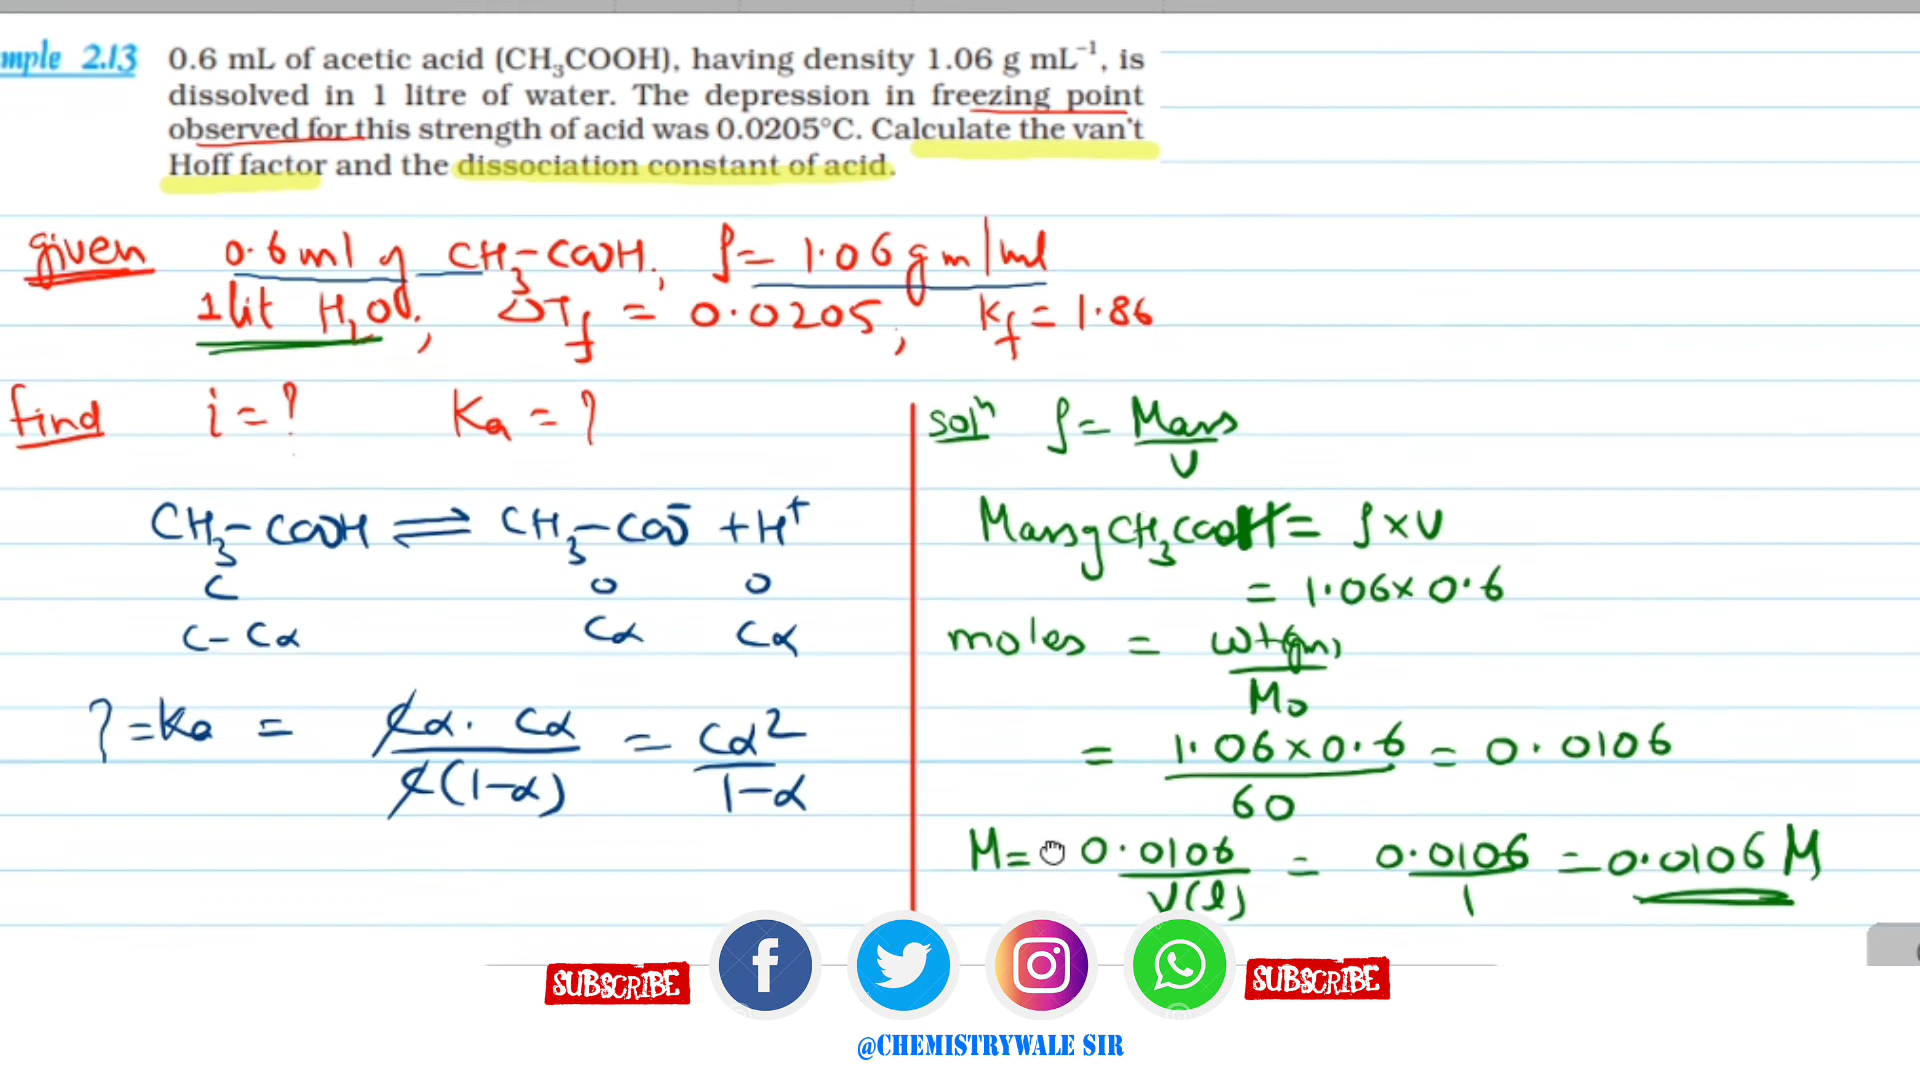 mple 2.13
0.6 mL of acetic acid (CH₃COOH), having density 1.06 g mL⁻¹, is
dissolved in 1 litre of water. The depression in freezing point
observed for this strength of acid was 0.0205°C. Calculate the van't
Hoff factor and the dissociation constant of acid.
given 0.6 ml of CH₃-COOH, ρ = 1.06 gm/ml
1 lit H₂O, ΔTf = 0.0205, Kf = 1.86
find i = ? Ka = ?
CH₃-COOH ⇌ CH₃-COO⁻ + H⁺
C 0 0
C-Cα Cα Cα
? = Ka = Cα · Cα / C(1-α) = Cα² / 1-α
Solⁿ ρ = Mass / V
Mass of CH₃COOH = ρ × V
= 1.06 × 0.6
moles = wt(gm) / Mo
= 1.06 × 0.6 / 60 = 0.0106
M = 0.0106 / V(l) = 0.0106 / 1 = 0.0106 M
SUBSCRIBE
f
SUBSCRIBE
@CHEMISTRYWALE SIR